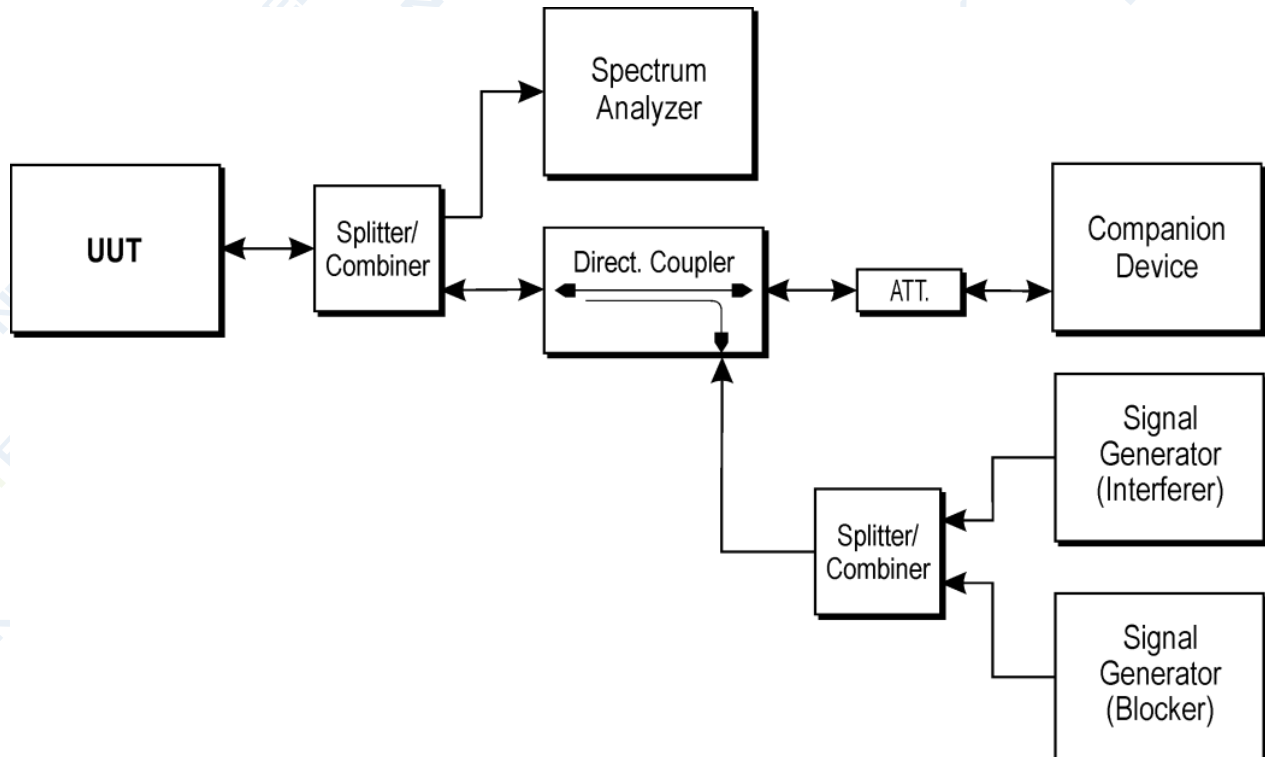 Spectrum
Analyzer
UUT
Splitter/
Combiner
Direct. Coupler
ATT.
Companion
Device
Signal
Generator
(Interferer)
Splitter/
Combiner
Signal
Generator
(Blocker)